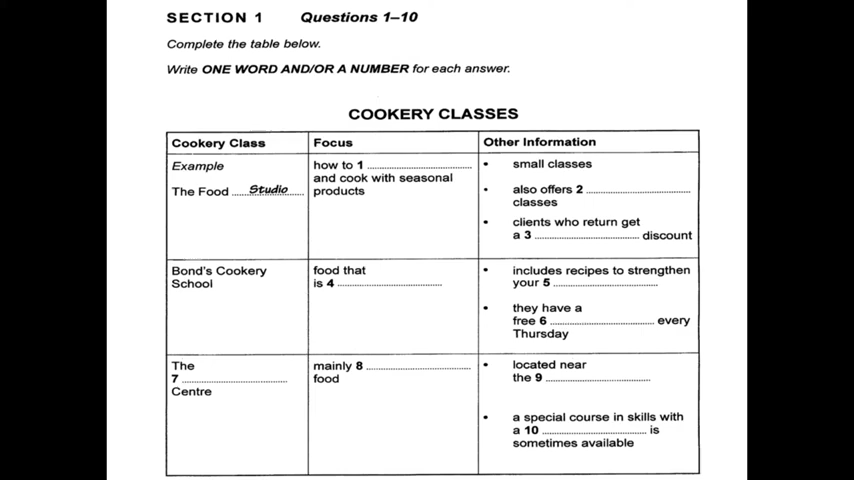 SECTION 1 Questions 1–10
Complete the table below.
Write ONE WORD AND/OR A NUMBER for each answer.
COOKERY CLASSES
Cookery Class
Focus
Other Information
Example
The Food Studio
how to 1 ..............................
and cook with seasonal
products
• small classes
• also offers 2 ..............................
classes
• clients who return get
a 3 .............................. discount
Bond's Cookery
School
food that
is 4 ..............................
• includes recipes to strengthen
your 5 ..............................
• they have a
free 6 .............................. every
Thursday
The
7 ..............................
Centre
mainly 8 ..............................
food
• located near
the 9 ..............................
• a special course in skills with
a 10 .............................. is
sometimes available